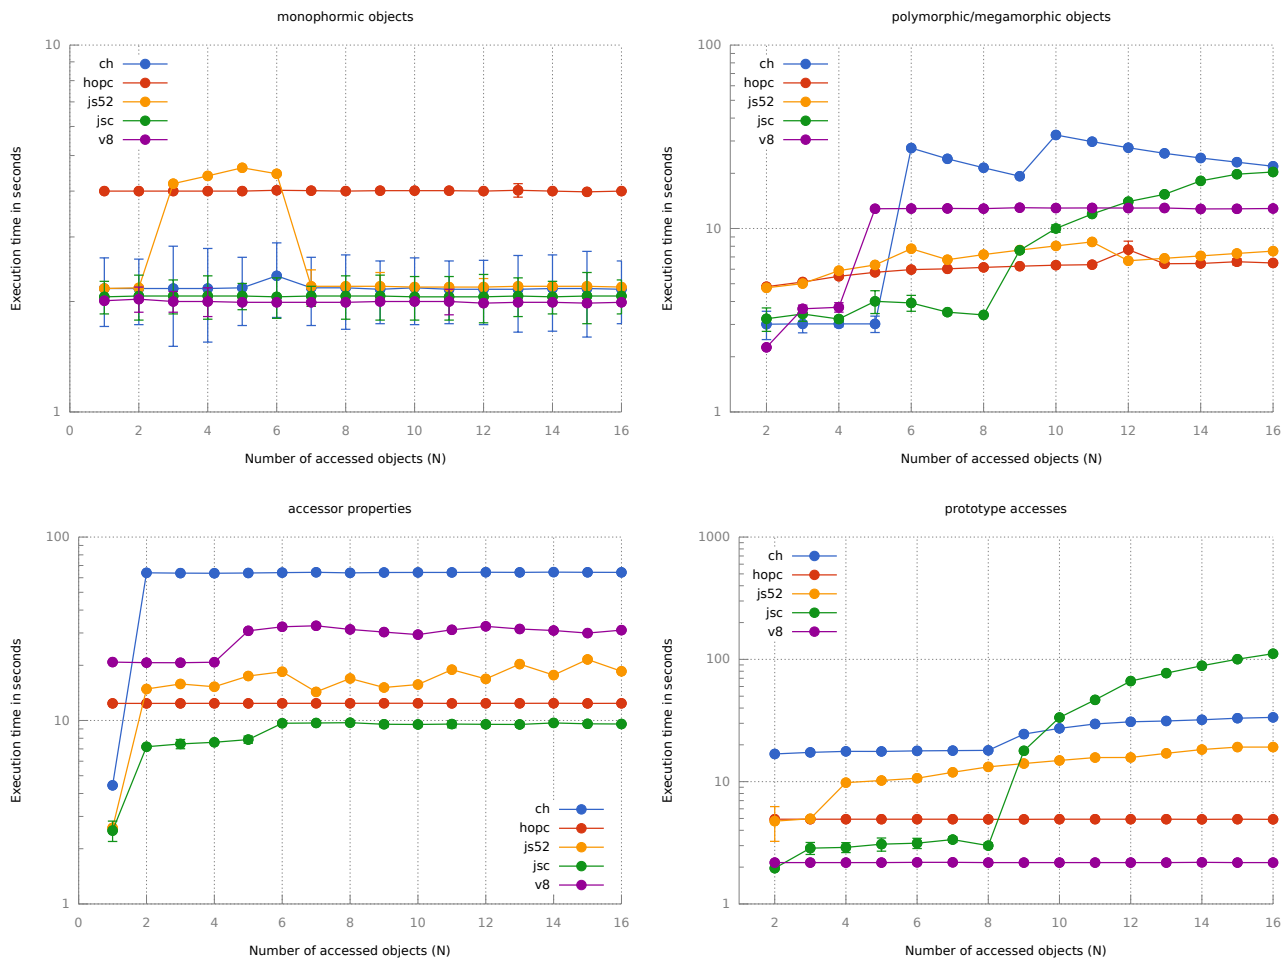 monophormic objects
Execution time in seconds
10
1
ch
hopc
js52
jsc
v8
0 2 4 6 8 10 12 14 16
Number of accessed objects (N)
polymorphic/megamorphic objects
Execution time in seconds
100
10
1
ch
hopc
js52
jsc
v8
2 4 6 8 10 12 14 16
Number of accessed objects (N)
accessor properties
Execution time in seconds
100
10
1
ch
hopc
js52
jsc
v8
0 2 4 6 8 10 12 14 16
Number of accessed objects (N)
prototype accesses
Execution time in seconds
1000
100
10
1
ch
hopc
js52
jsc
v8
2 4 6 8 10 12 14 16
Number of accessed objects (N)